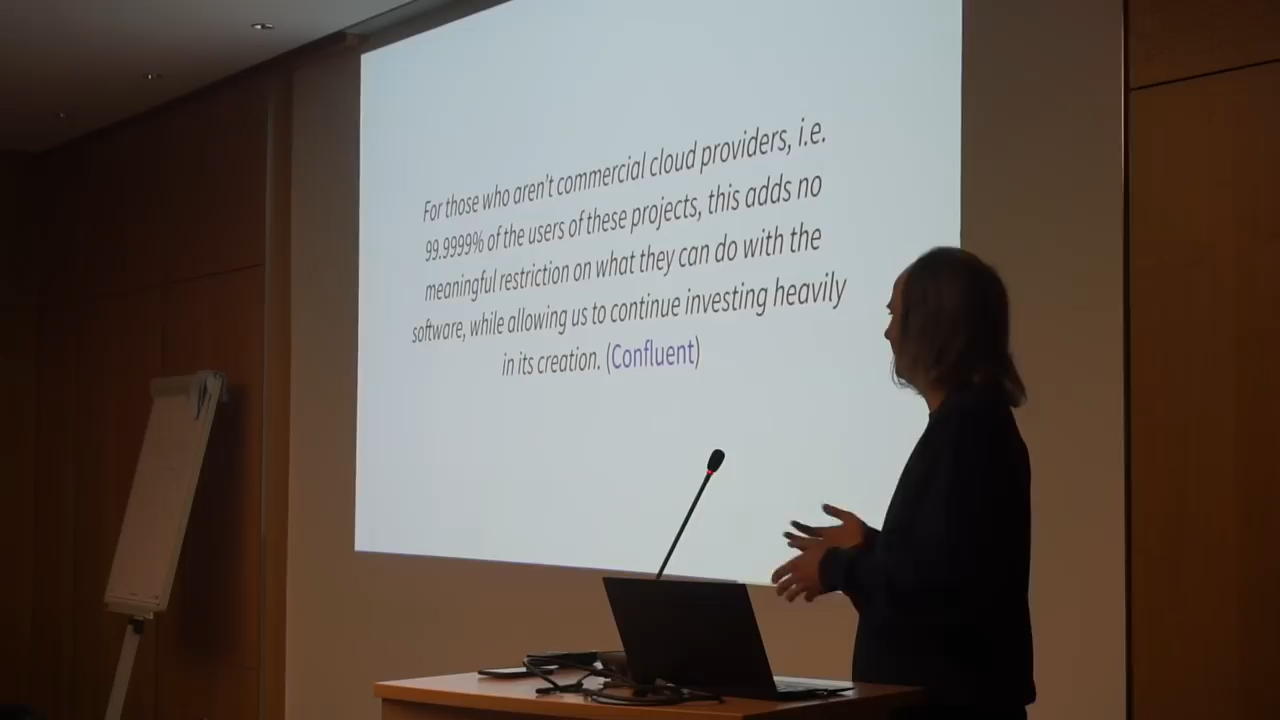 For those who aren't commercial cloud providers, i.e.
99.9999% of the users of these projects, this adds no
meaningful restriction on what they can do with the
software, while allowing us to continue investing heavily
in its creation. (Confluent)